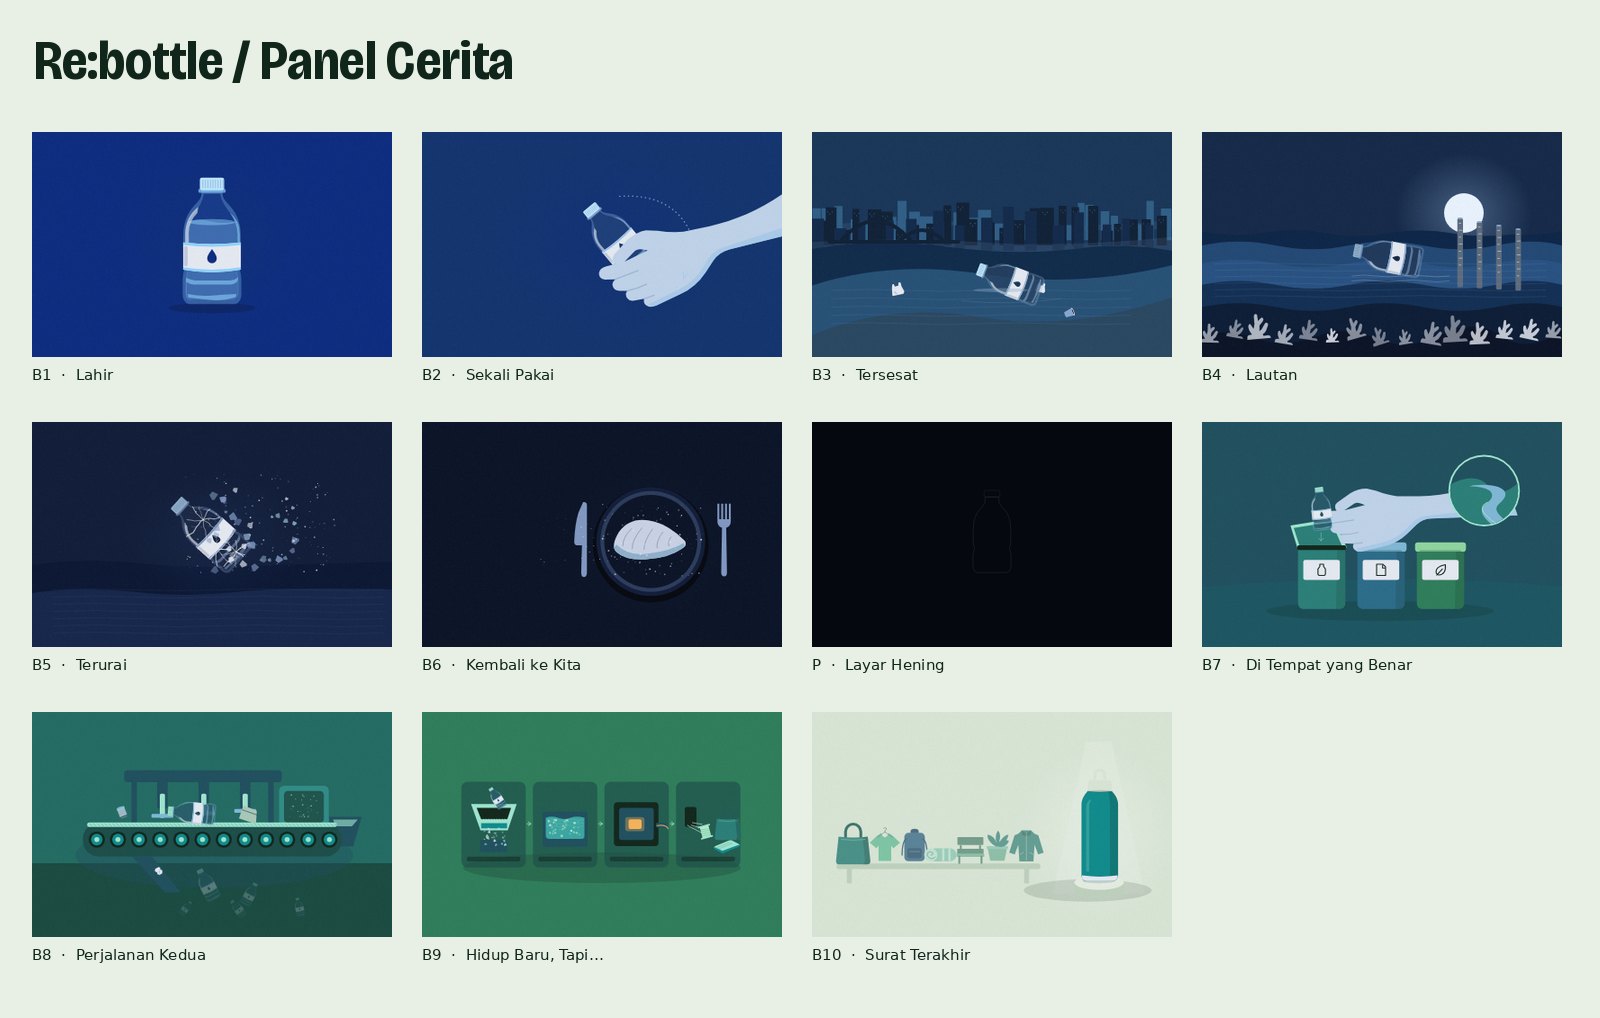 Re:bottle / Panel Cerita
B1 · Lahir
B2 · Sekali Pakai
B3 · Tersesat
B4 · Lautan
B5 · Terurai
B6 · Kembali ke Kita
P · Layar Hening
B7 · Di Tempat yang Benar
B8 · Perjalanan Kedua
B9 · Hidup Baru, Tapi...
B10 · Surat Terakhir